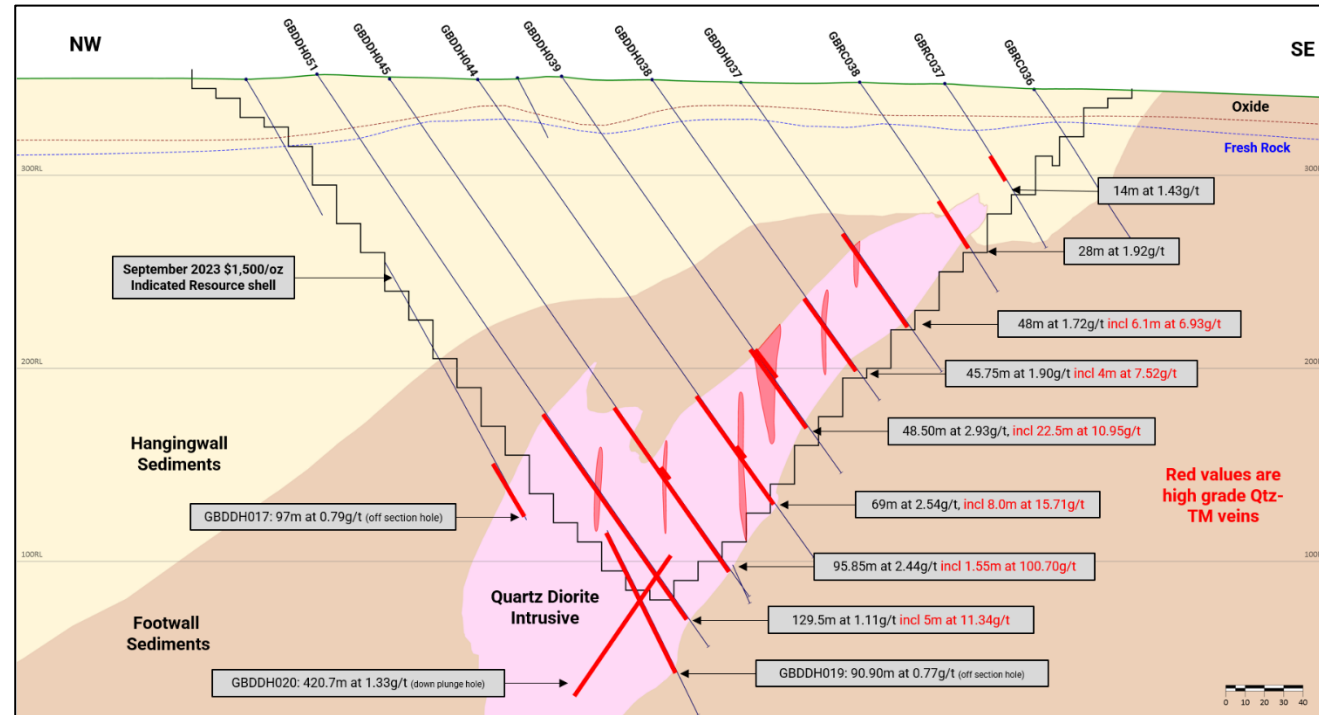 NW
SE
GBDDH051
GBDDH045
GBDDH044
GBDDH039
GBDDH038
GBDDH037
GBRC038
GBRC037
GBRC036
Oxide
Fresh Rock
300RL
300R
14m at 1.43g/t
28m at 1.92g/t
September 2023 $1,500/oz
Indicated Resource shell
48m at 1.72g/t incl 6.1m at 6.93g/t
200RL
200R
45.75m at 1.90g/t incl 4m at 7.52g/t
48.50m at 2.93g/t, incl 22.5m at 10.95g/t
Hangingwall
Sediments
Red values are
high grade Qtz-
TM veins
69m at 2.54g/t, incl 8.0m at 15.71g/t
GBDDH017: 97m at 0.79g/t (off section hole)
100RL
100R
95.85m at 2.44g/t incl 1.55m at 100.70g/t
Quartz Diorite
Intrusive
129.5m at 1.11g/t incl 5m at 11.34g/t
Footwall
Sediments
GBDDH020: 420.7m at 1.33g/t (down plunge hole)
GBDDH019: 90.90m at 0.77g/t (off section hole)
0 10 20 30 40